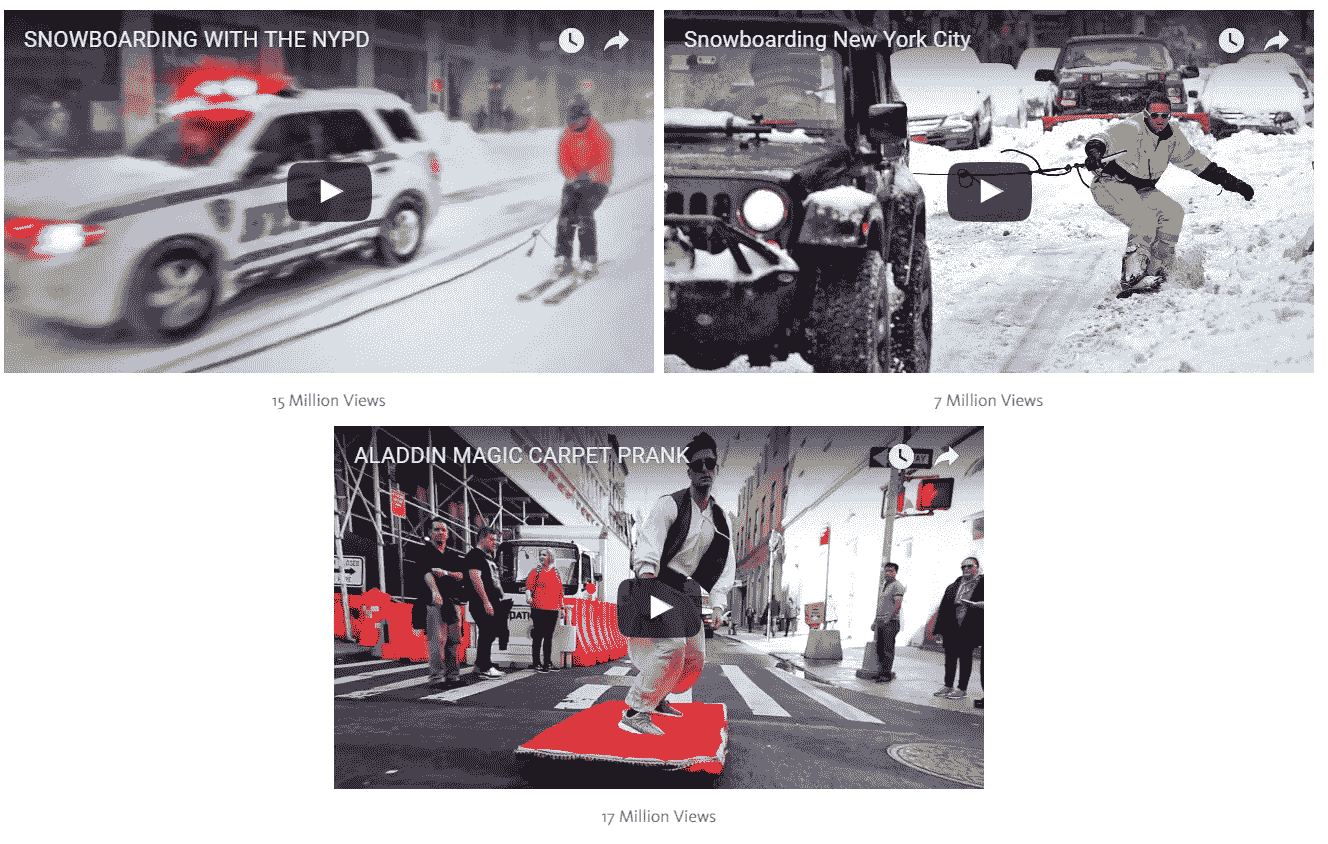 SNOWBOARDING WITH THE NYPD
Snowboarding New York City
15 Million Views
7 Million Views
ALADDIN MAGIC CARPET PRANK
17 Million Views